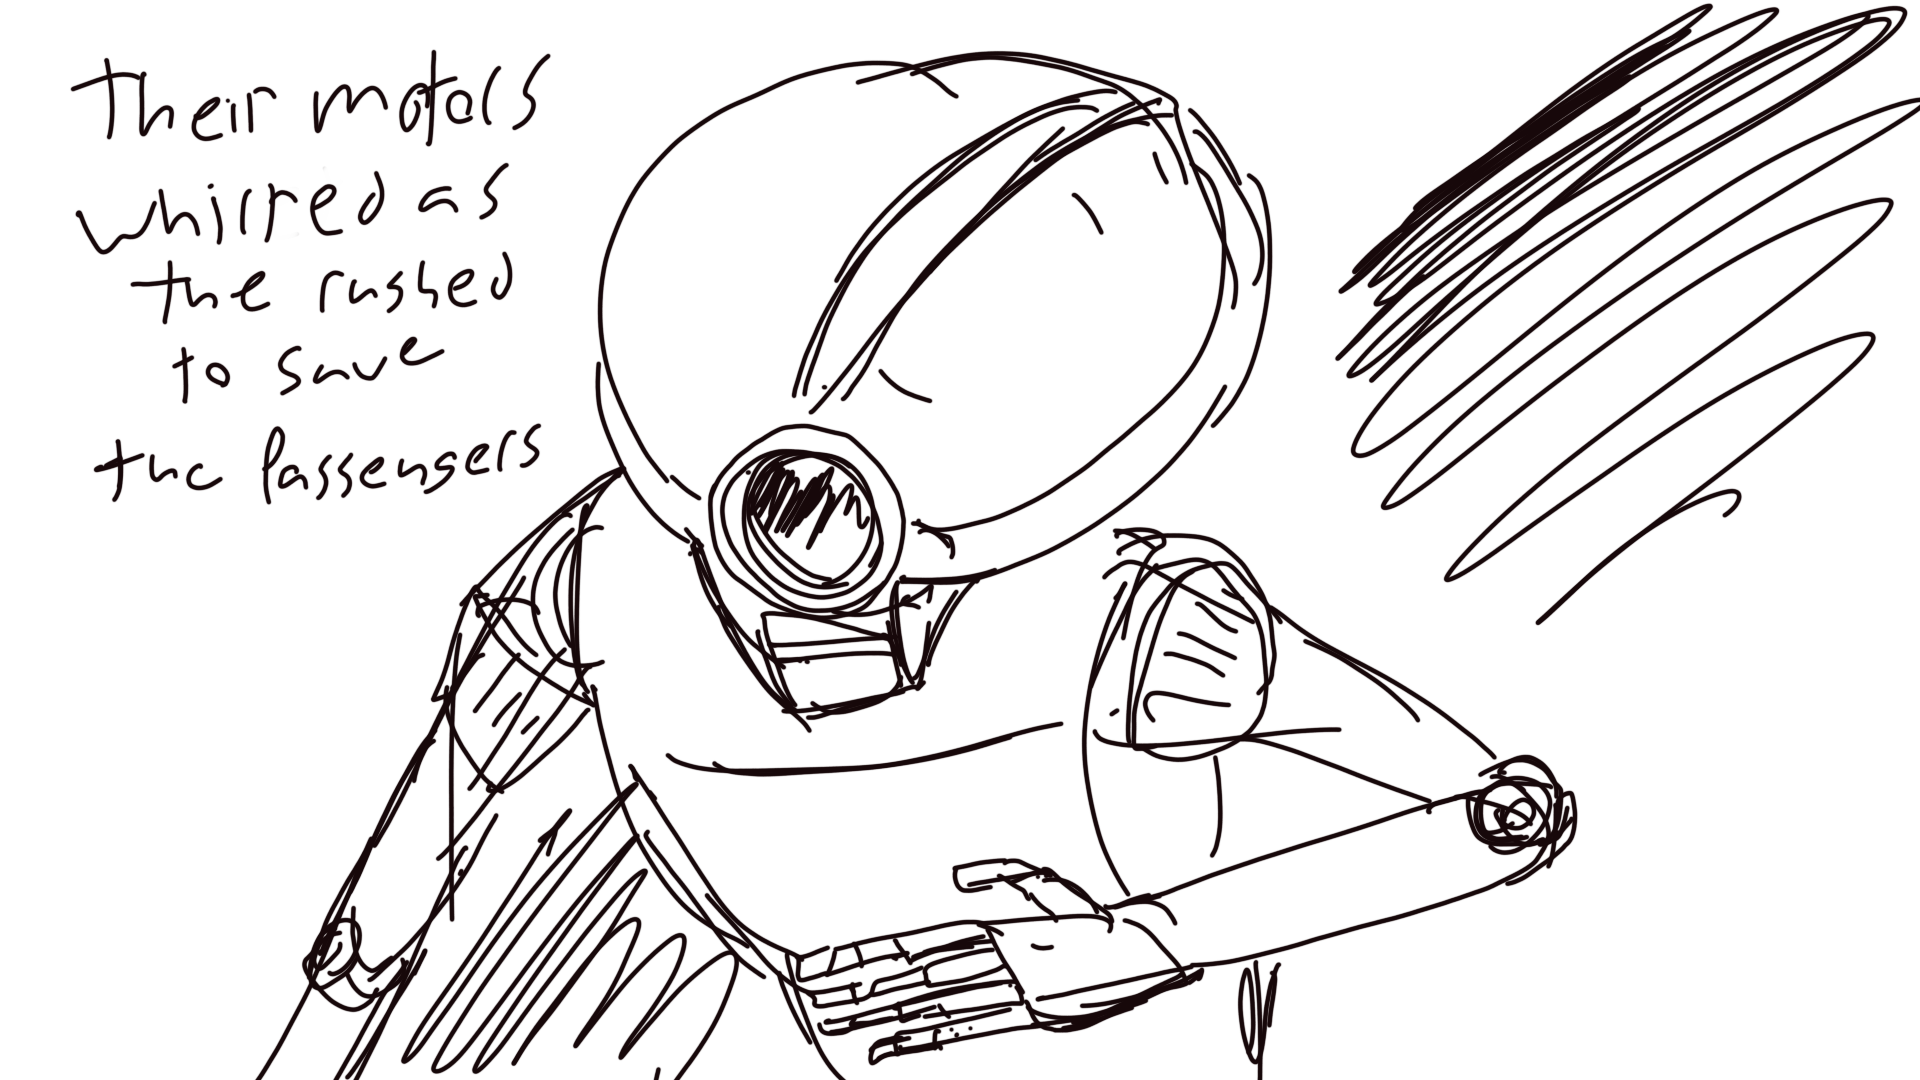 Their motors
whirred as
the rushed
to save
the passengers